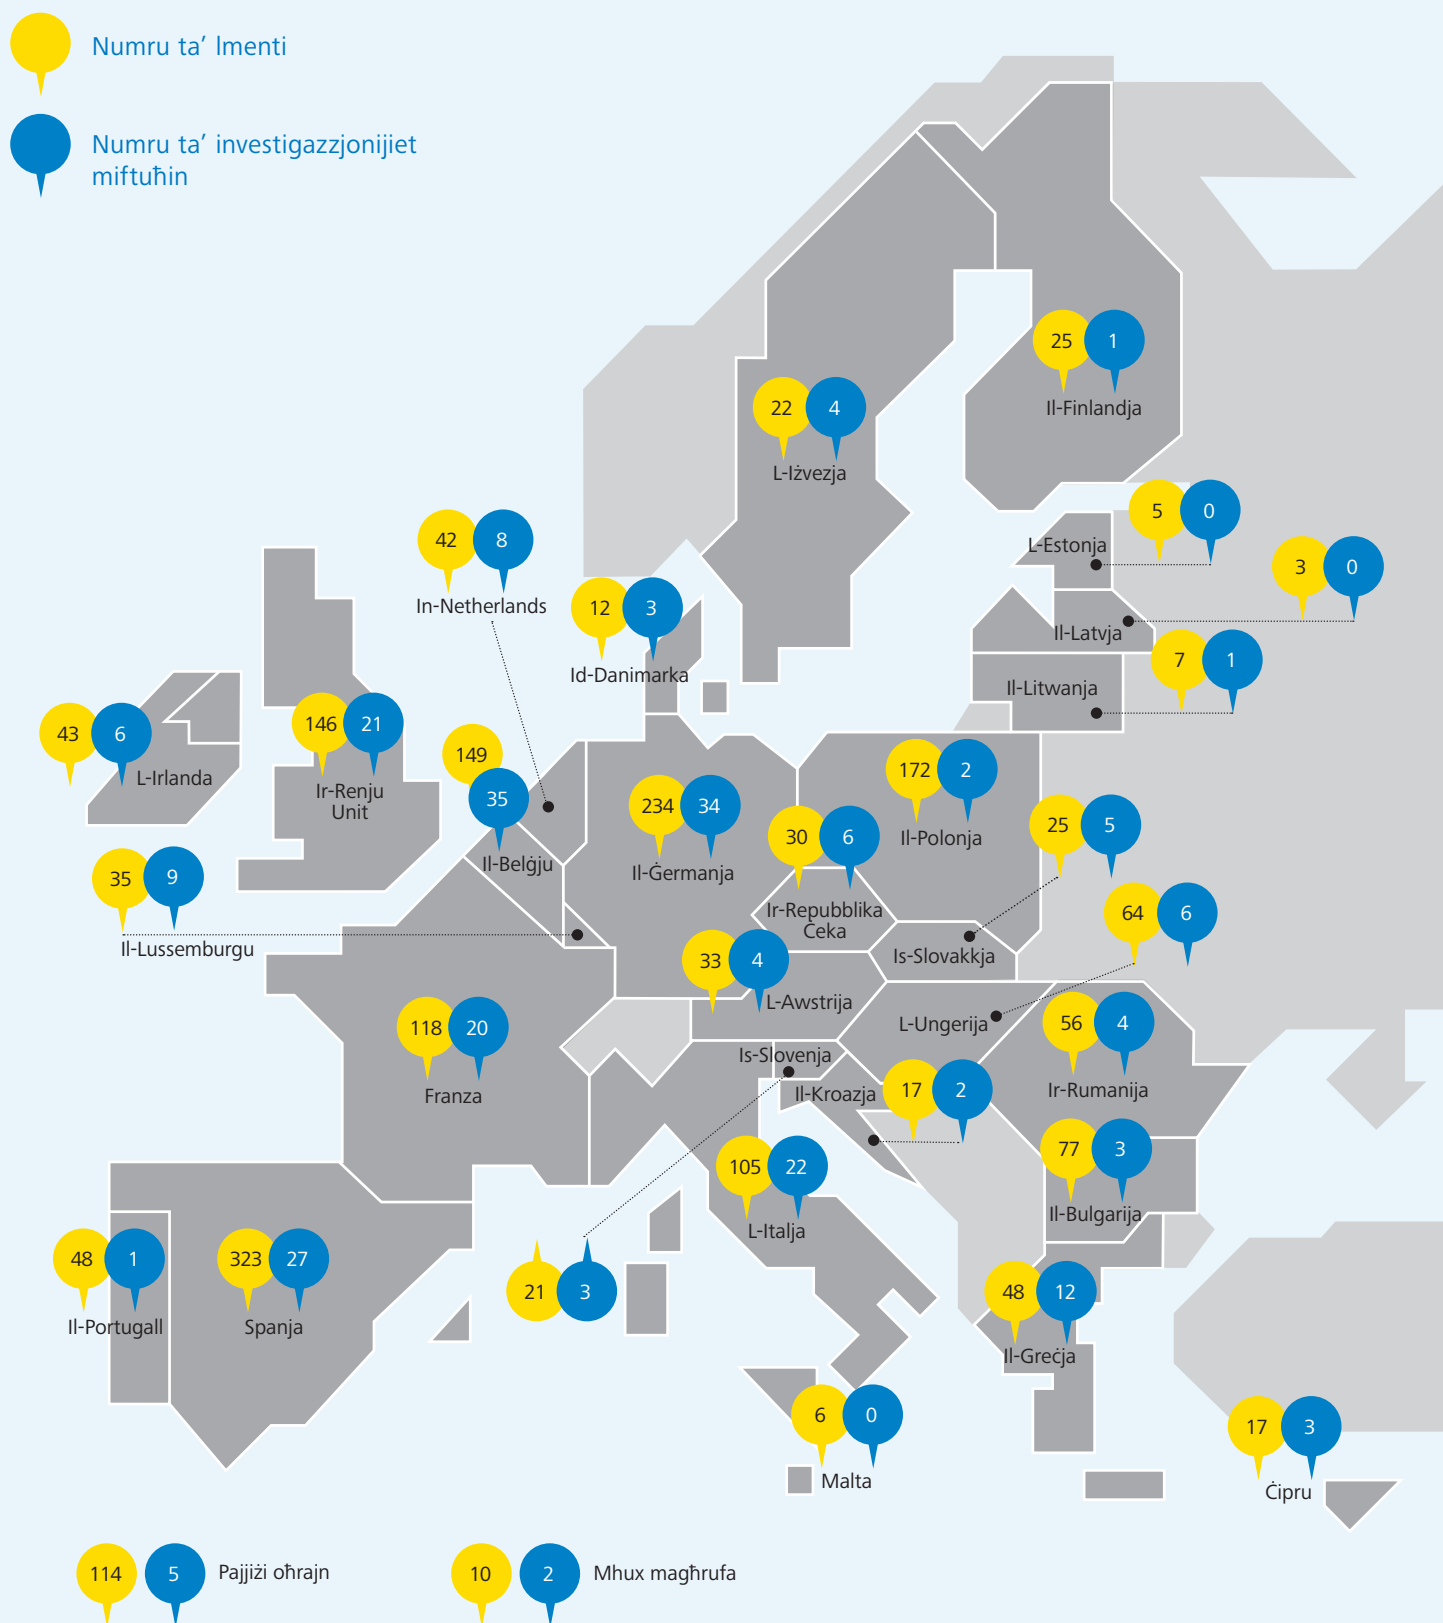 Numru ta’ lmenti
Numru ta’ investigazzjonijiet
miftuħin
25
1
Il-Finlandja
22
4
L-Iżvezja
5
0
L-Estonja
42
8
In-Netherlands
3
0
Il-Latvja
12
3
Id-Danimarka
7
1
Il-Litwanja
43
6
L-Irlanda
146
21
Ir-Renju
Unit
149
35
Il-Belġju
234
34
Il-Ġermanja
172
2
Il-Polonja
30
6
Ir-Repubblika
Ċeka
25
5
Is-Slovakkja
35
9
Il-Lussemburgu
64
6
L-Ungerija
33
4
L-Awstrija
118
20
Franza
56
4
Ir-Rumanija
Is-Slovenja
Il-Kroazja
17
2
77
3
Il-Bulgarija
105
22
L-Italja
48
1
Il-Portugall
323
27
Spanja
21
3
48
12
Il-Greċja
6
0
Malta
17
3
Ċipru
114
5
Pajjiżi oħrajn
10
2
Mhux magħrufa